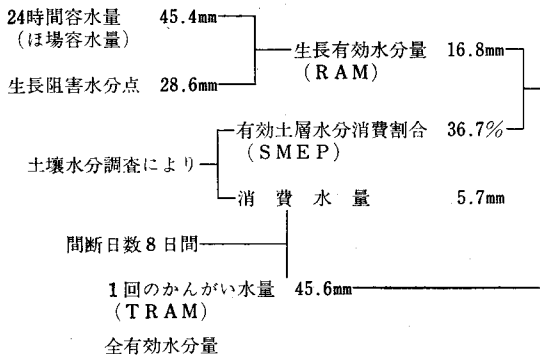 24時間容水量 45.4mm
(ほ場容水量)
生長有効水分量 16.8mm
(RAM)
生長阻害水分点 28.6mm
有効土層水分消費割合 36.7%
(SMEP)
土壌水分調査により
消費水量 5.7mm
間断日数8日間
1回のかんがい水量 45.6mm
(TRAM)
全有効水分量